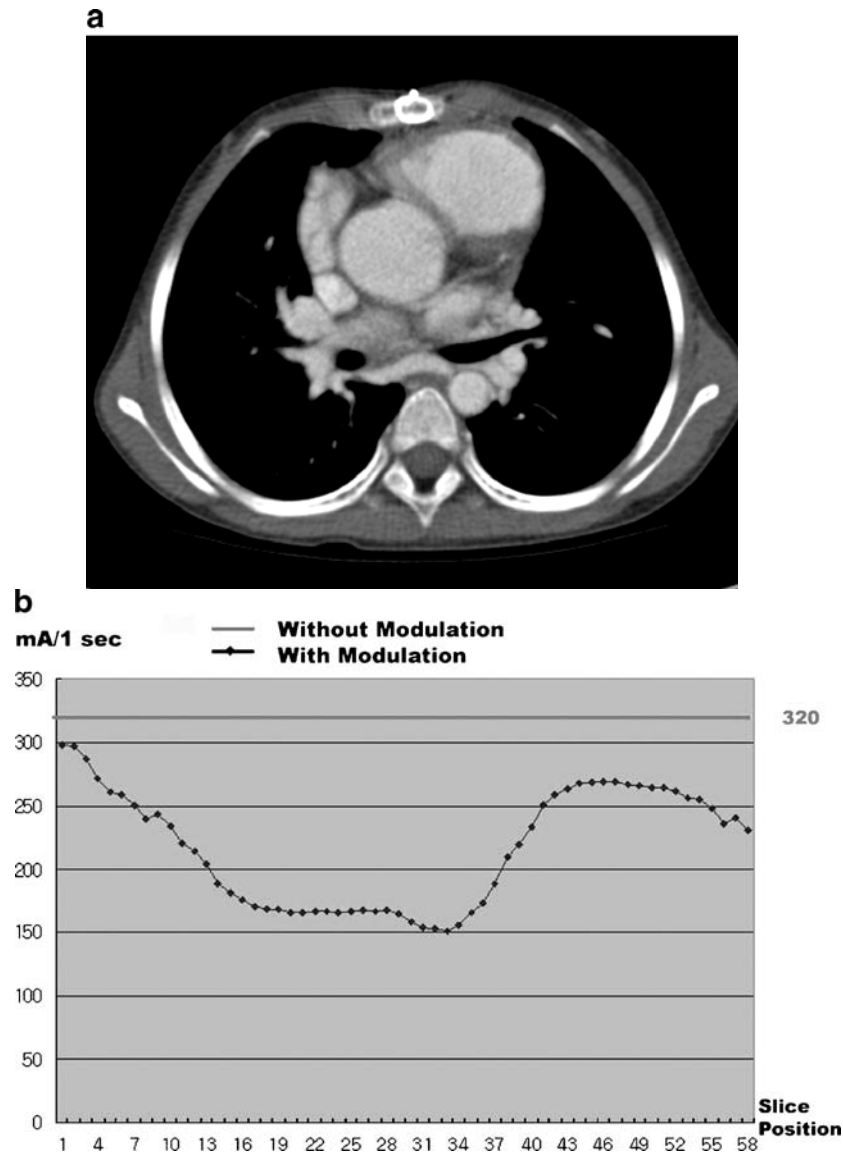 a
b
mA/1 sec
Without Modulation
With Modulation
350
300
250
200
150
100
50
0
320
1 4 7 10 13 16 19 22 25 28 31 34 37 40 43 46 49 52 55 58
Slice
Position